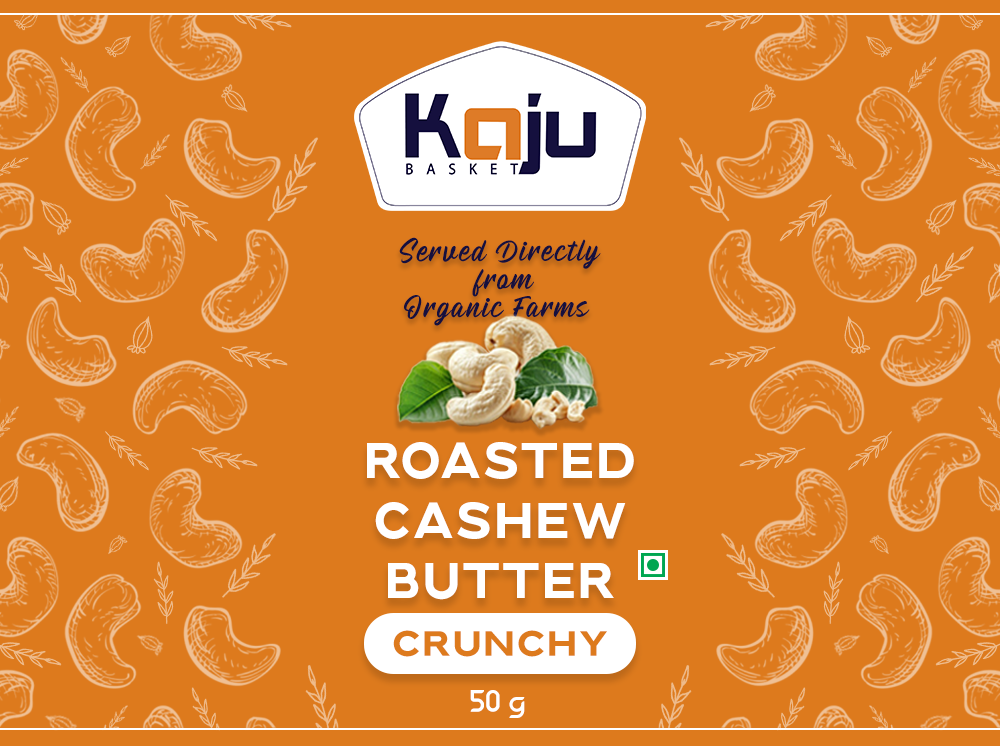 Kaju
BASKET
Served Directly
from
Organic Farms
ROASTED
CASHEW
BUTTER
CRUNCHY
50 g